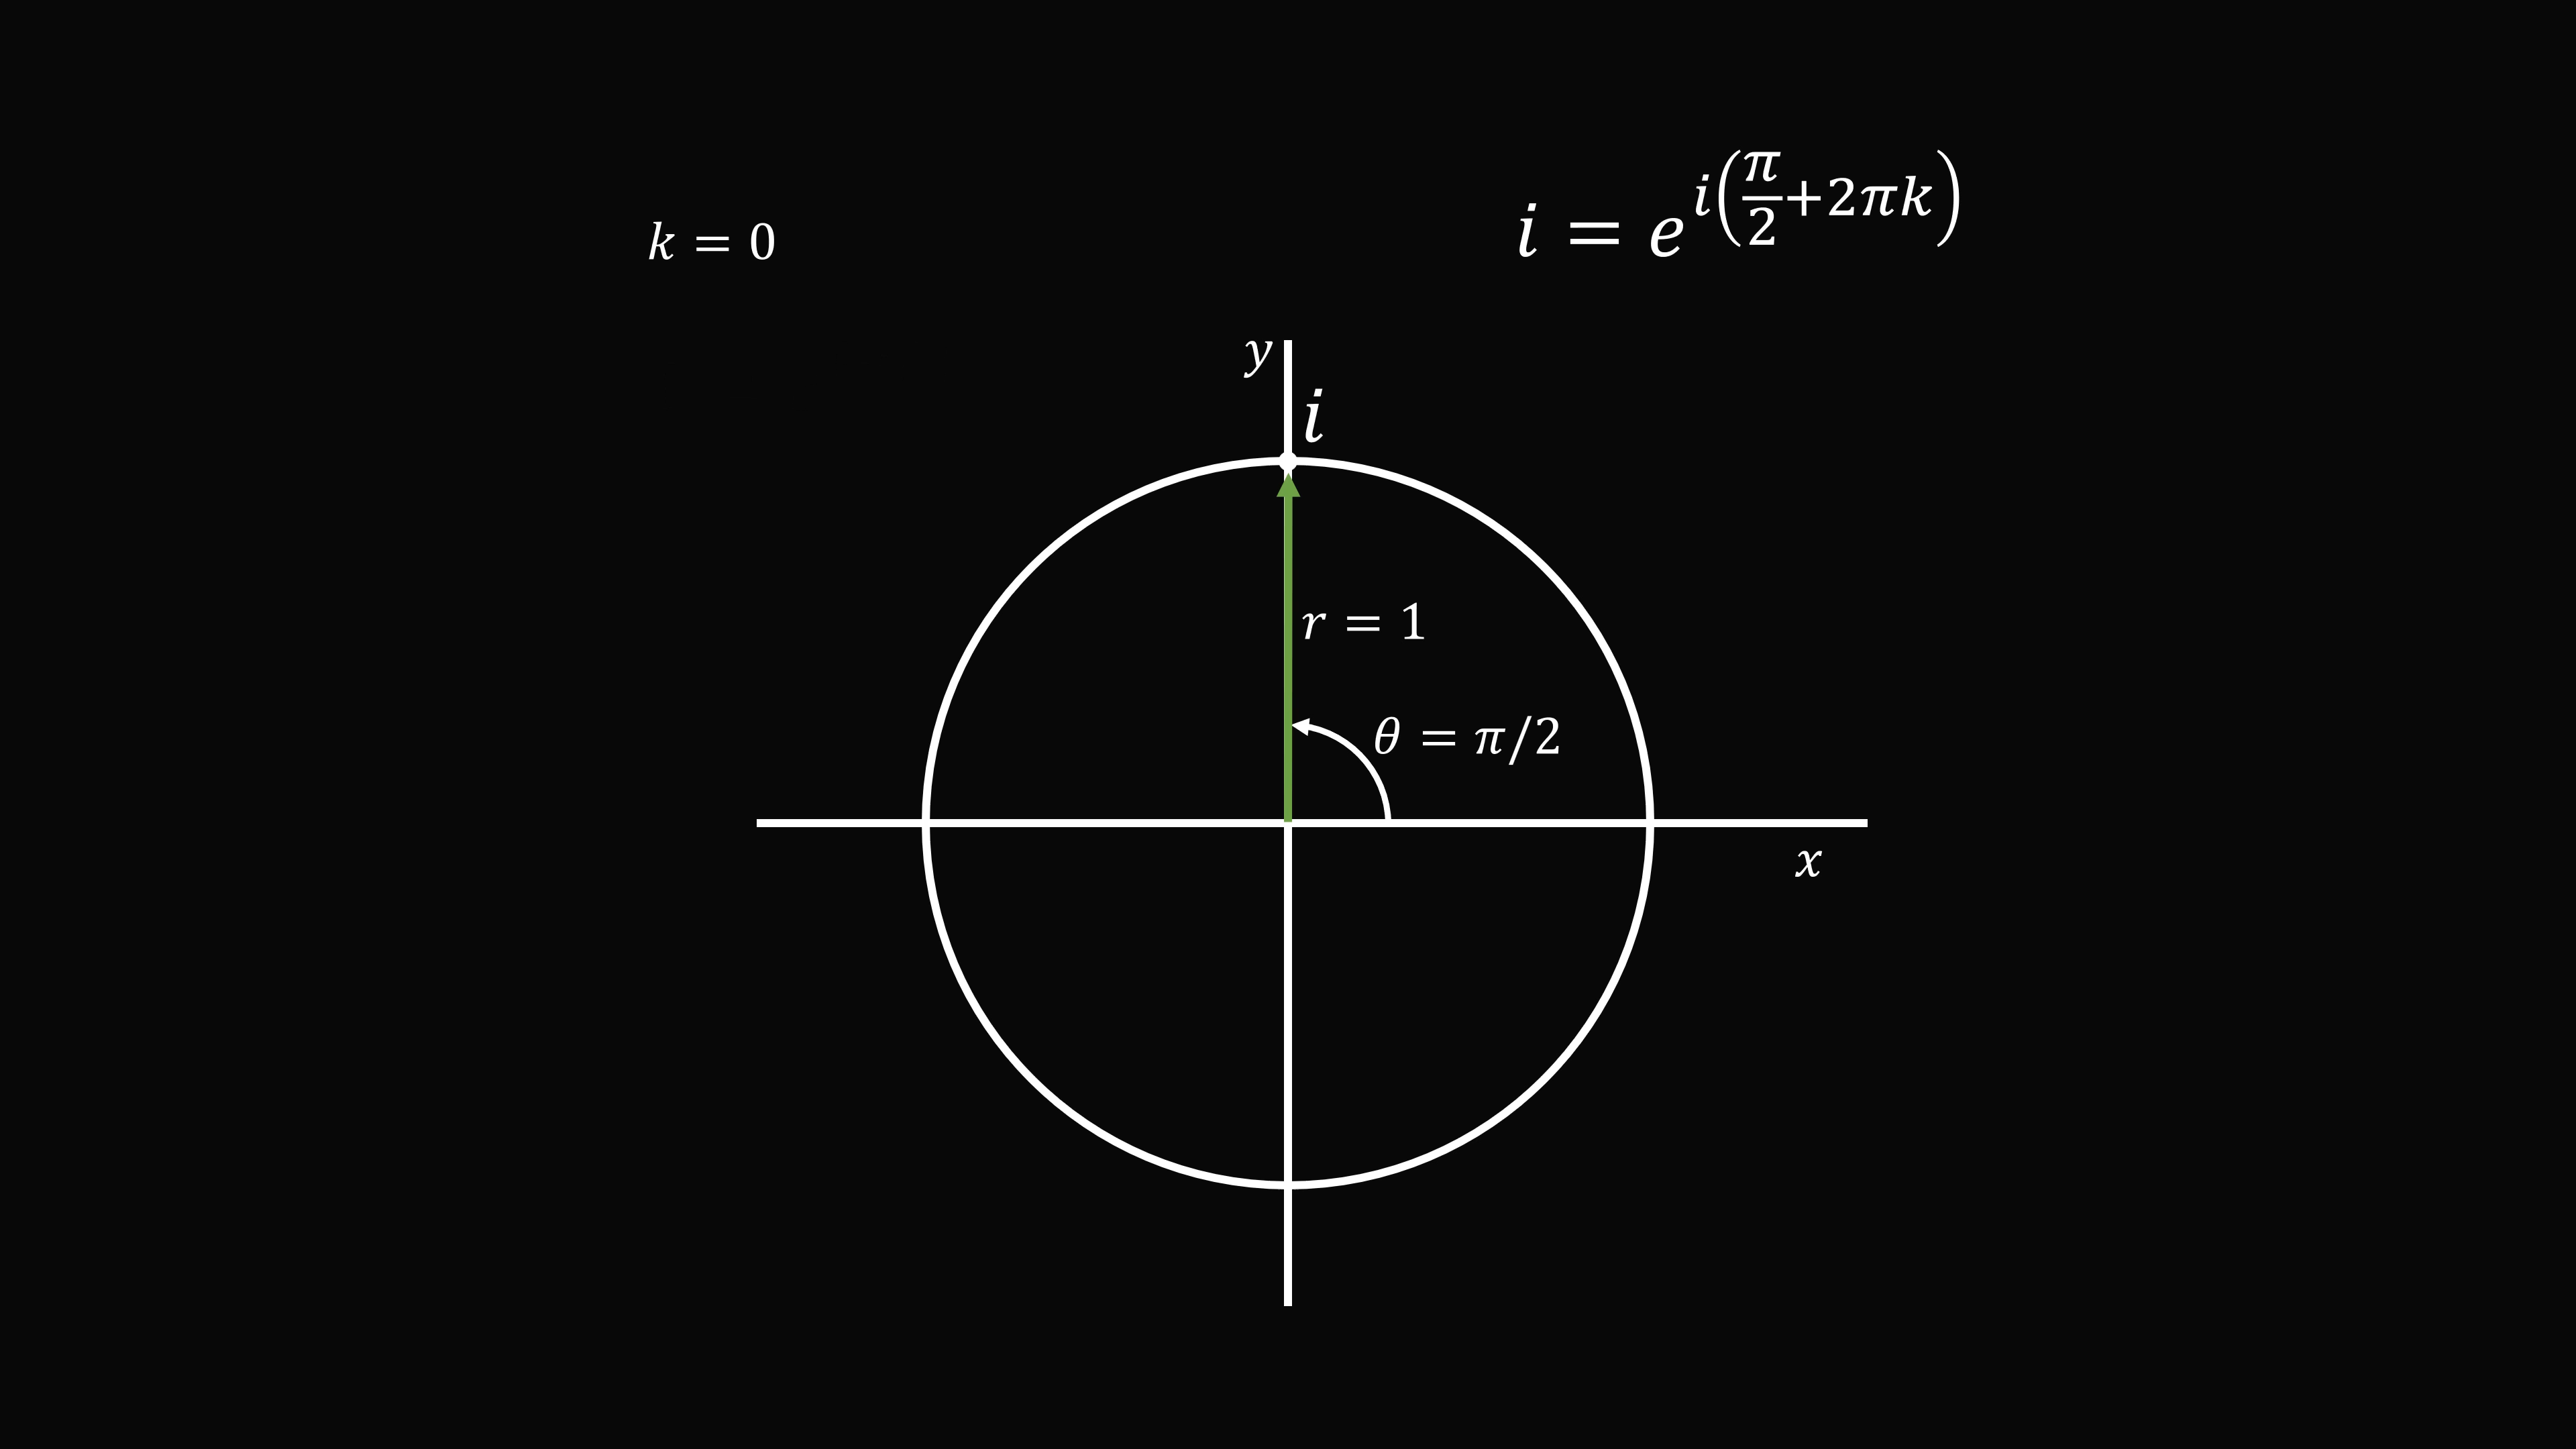 i = e^{i(π/2+2πk)}
k = 0
y
i
r = 1
θ = π/2
x